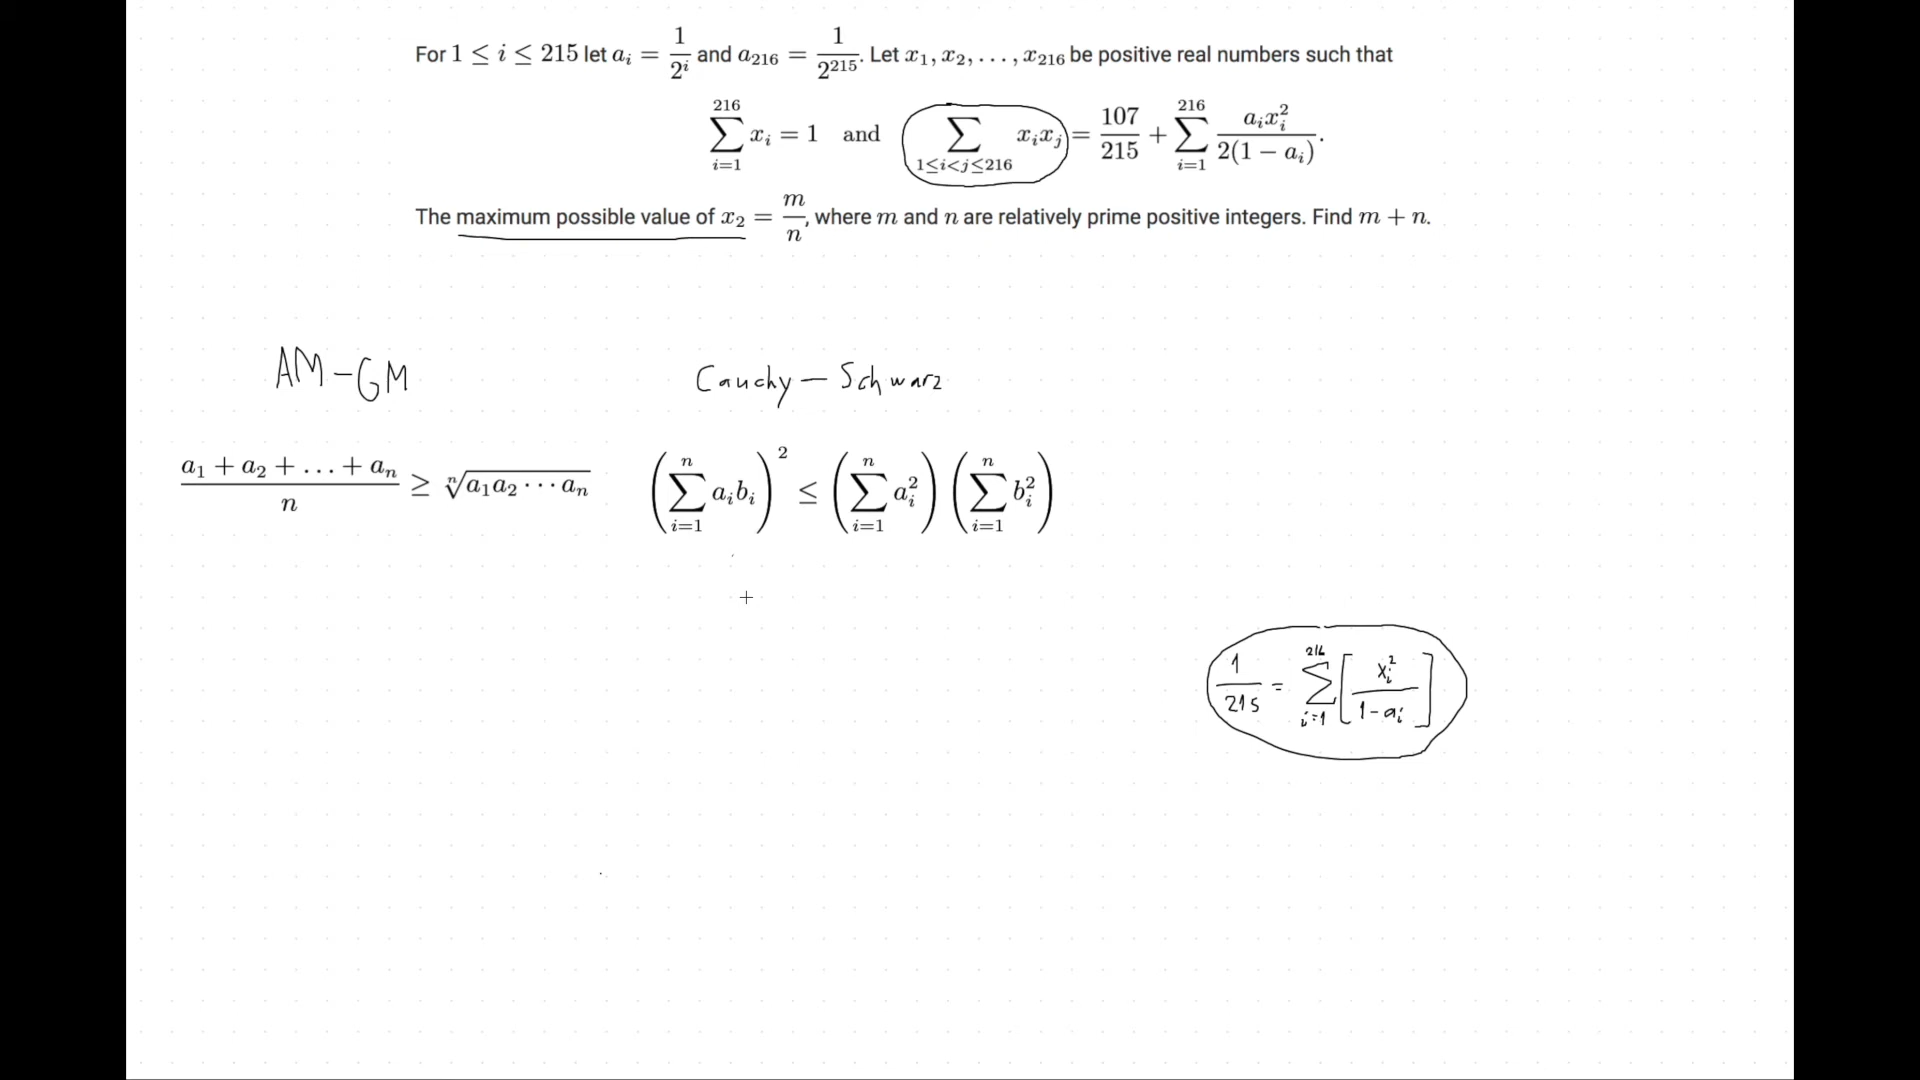 For 1 ≤ i ≤ 215 let a_i = 1/2^i and a_216 = 1/2^215. Let x_1, x_2, ..., x_216 be positive real numbers such that
∑_{i=1}^{216} x_i = 1 and ∑_{1≤i<j≤216} x_i x_j = 107/215 + ∑_{i=1}^{216} a_i x_i^2 / 2(1 − a_i).
The maximum possible value of x_2 = m/n, where m and n are relatively prime positive integers. Find m + n.
AM-GM
Cauchy-Schwarz
(a_1 + a_2 + ... + a_n)/n ≥ ⁿ√(a_1 a_2 ··· a_n)
(∑_{i=1}^{n} a_i b_i)^2 ≤ (∑_{i=1}^{n} a_i^2)(∑_{i=1}^{n} b_i^2)
1/215 = ∑_{i=1}^{216} [x_i^2 / 1-a_i]